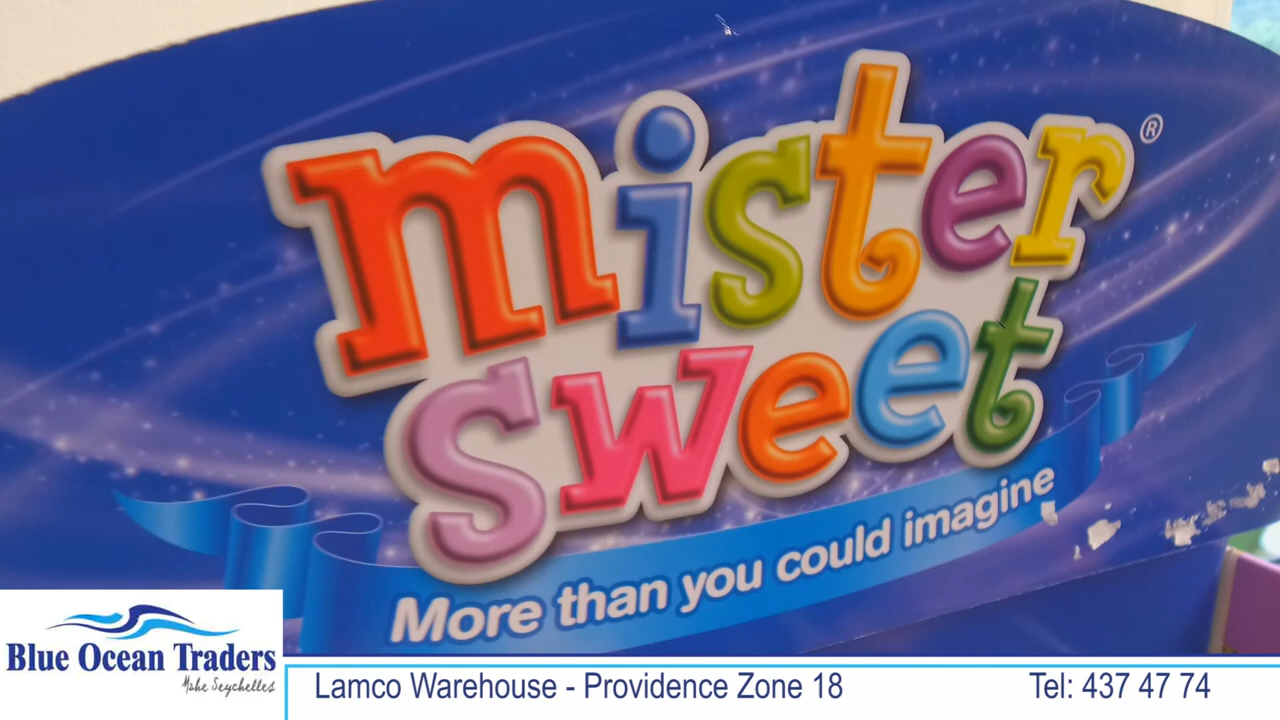 mister
®
sweet
More than you could imagine
Blue Ocean Traders
Mahe Seychelles
Lamco Warehouse - Providence Zone 18
Tel: 437 47 74